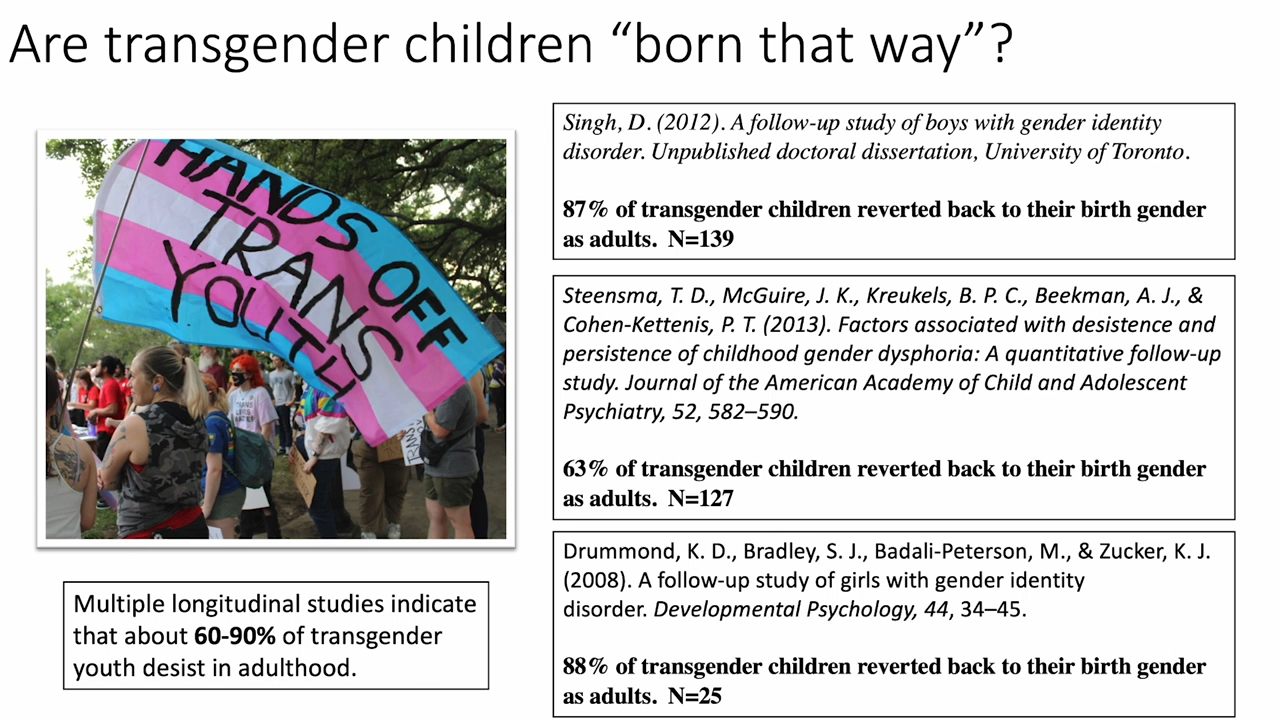 Are transgender children “born that way”?
HANDS OFF
TRANS
YOUTH
Multiple longitudinal studies indicate
that about 60-90% of transgender
youth desist in adulthood.
Singh, D. (2012). A follow-up study of boys with gender identity
disorder. Unpublished doctoral dissertation, University of Toronto.
87% of transgender children reverted back to their birth gender
as adults. N=139
Steensma, T. D., McGuire, J. K., Kreukels, B. P. C., Beekman, A. J., &
Cohen-Kettenis, P. T. (2013). Factors associated with desistence and
persistence of childhood gender dysphoria: A quantitative follow-up
study. Journal of the American Academy of Child and Adolescent
Psychiatry, 52, 582–590.
63% of transgender children reverted back to their birth gender
as adults. N=127
Drummond, K. D., Bradley, S. J., Badali-Peterson, M., & Zucker, K. J.
(2008). A follow-up study of girls with gender identity
disorder. Developmental Psychology, 44, 34–45.
88% of transgender children reverted back to their birth gender
as adults. N=25